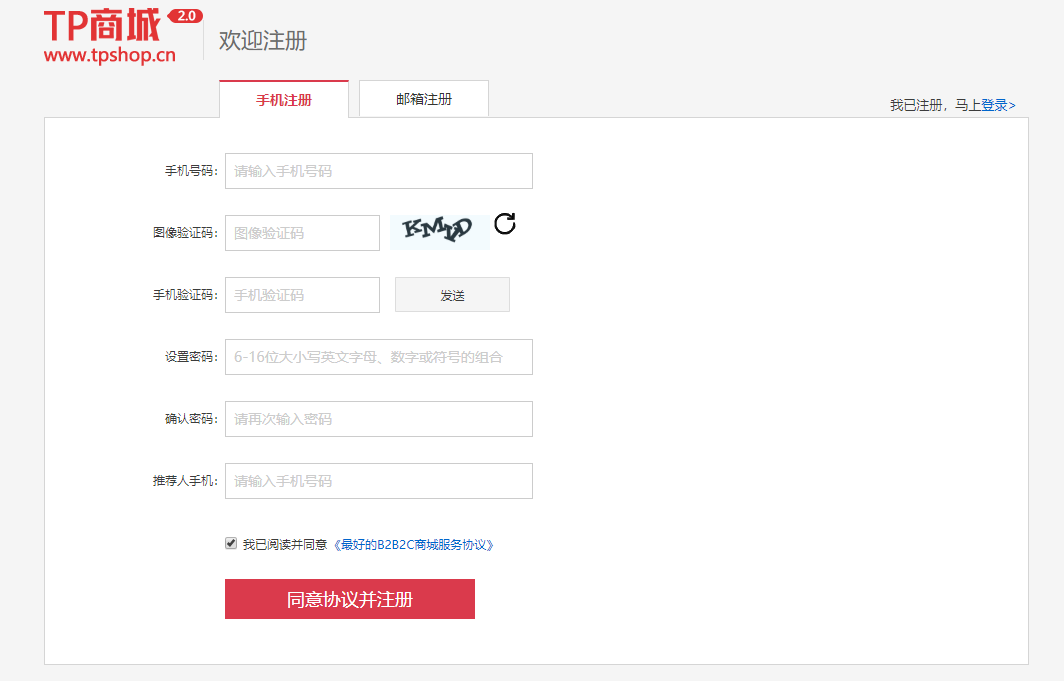 TP商城 2.0
www.tpshop.cn
欢迎注册
手机注册 邮箱注册
我已注册，马上登录>
手机号码： 请输入手机号码
图像验证码： 图像验证码
手机验证码： 手机验证码 发送
设置密码： 6-16位大小写英文字母、数字或符号的组合
确认密码： 请再次输入密码
推荐人手机： 请输入手机号码
我已阅读并同意《最好的B2B2C商城服务协议》
同意协议并注册